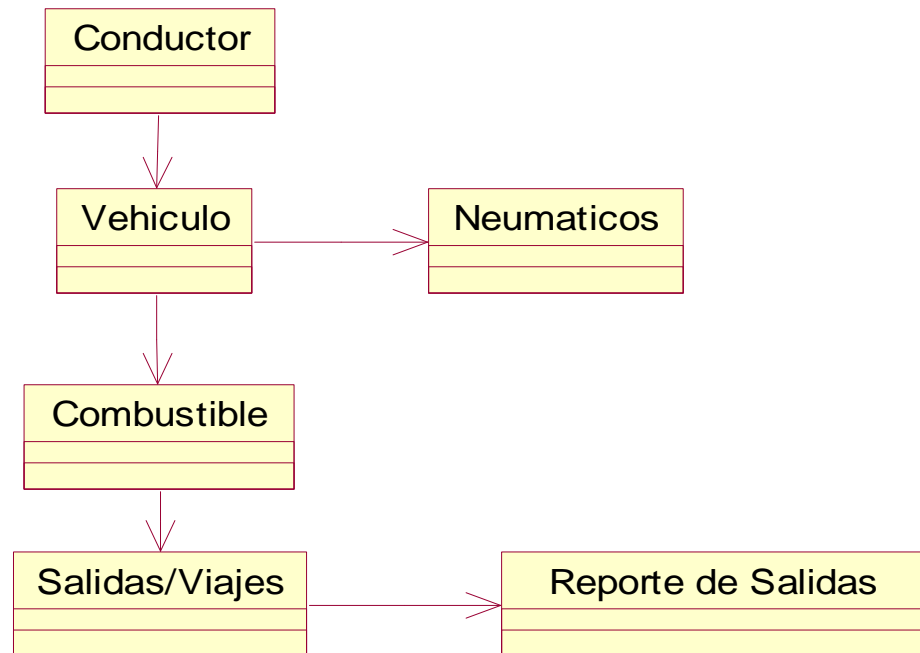 Conductor
Vehiculo
Neumaticos
Combustible
Salidas/Viajes
Reporte de Salidas